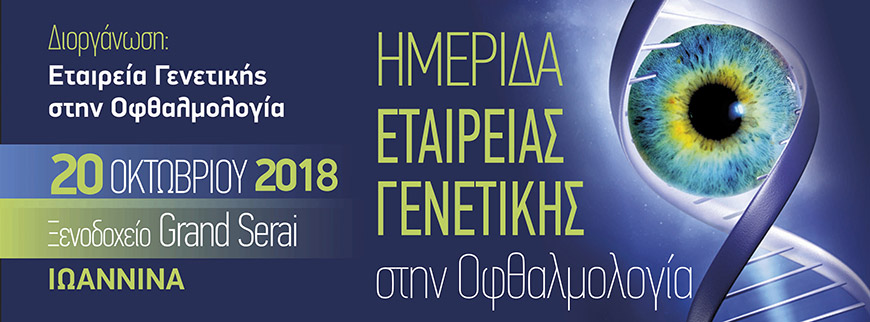 Διοργάνωση:
Εταιρεία Γενετικής
στην Οφθαλμολογία
20 ΟΚΤΩΒΡΙΟΥ 2018
Ξενοδοχείο Grand Serai
ΙΩΑΝΝΙΝΑ
ΗΜΕΡΙΔΑ
ΕΤΑΙΡΕΙΑΣ
ΓΕΝΕΤΙΚΗΣ
στην Οφθαλμολογία